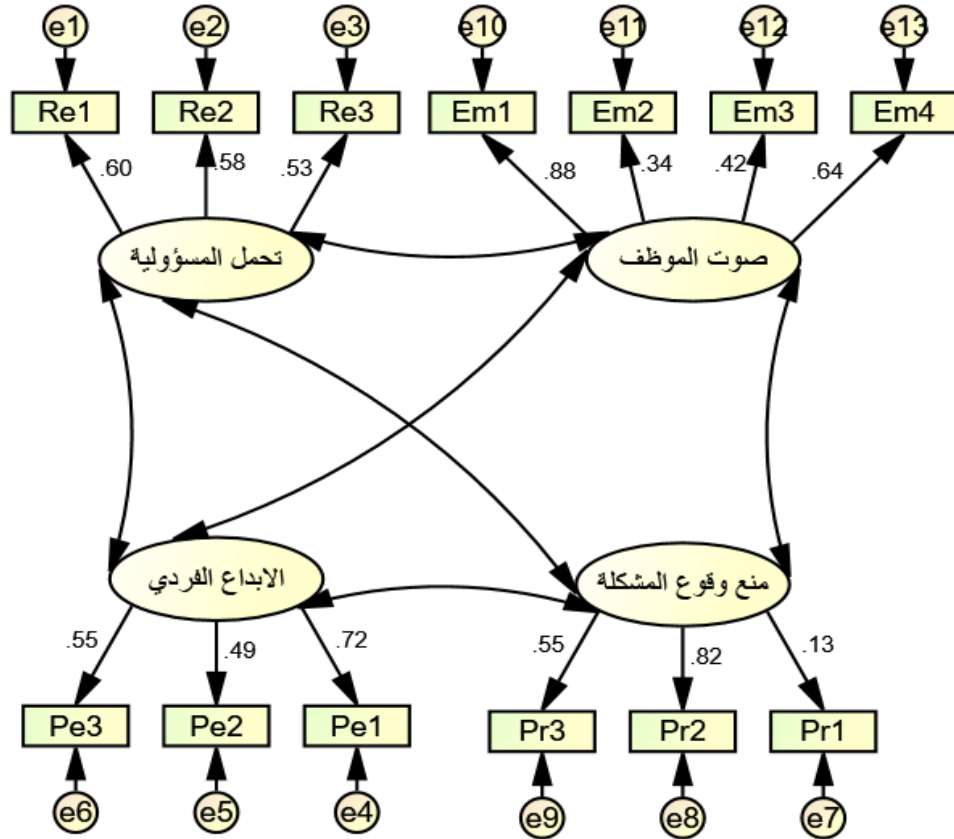 e1 e2 e3 e10 e11 e12 e13
Re1 Re2 Re3 Em1 Em2 Em3 Em4
.60 .58 .53 .88 .34 .42 .64
تحمل المسؤولية
صوت الموظف
الابداع الفردي
منع وقوع المشكلة
.55 .49 .72 .55 .82 .13
Pe3 Pe2 Pe1 Pr3 Pr2 Pr1
e6 e5 e4 e9 e8 e7